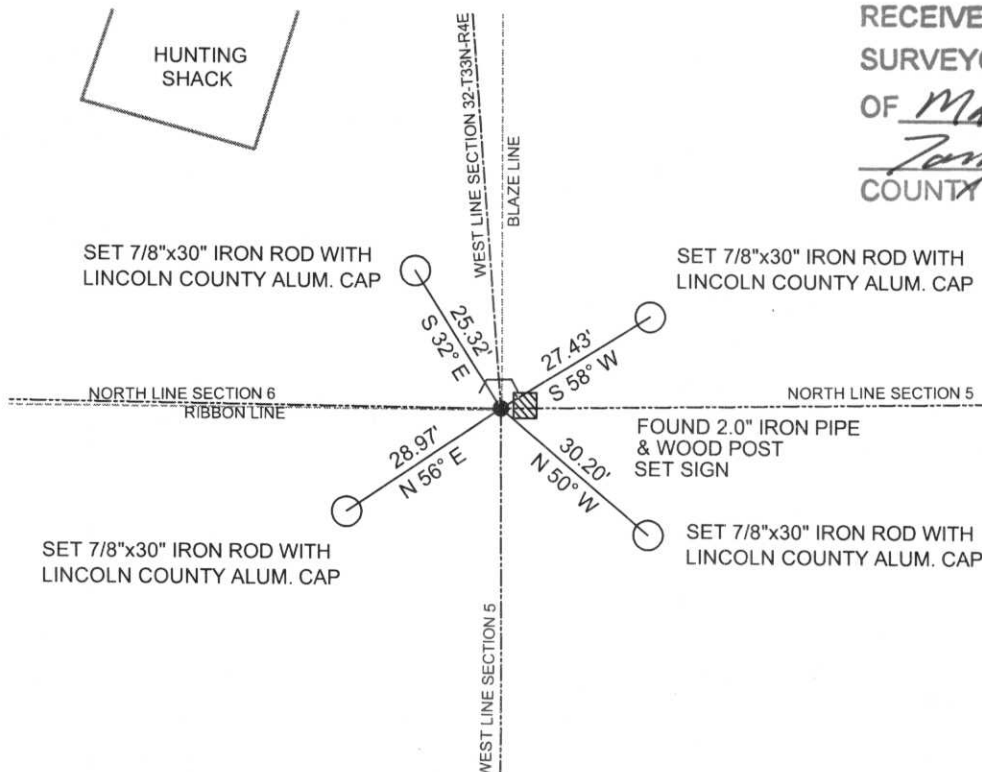 HUNTING
SHACK
RECEIVE
SURVEYO
OF
COUNTY
WEST LINE SECTION 32-T33N-R4E
BLAZE LINE
SET 7/8"x30" IRON ROD WITH
LINCOLN COUNTY ALUM. CAP
SET 7/8"x30" IRON ROD WITH
LINCOLN COUNTY ALUM. CAP
25.32'
S 32° E
27.43'
S 58° W
NORTH LINE SECTION 6
RIBBON LINE
NORTH LINE SECTION 5
FOUND 2.0" IRON PIPE
& WOOD POST
SET SIGN
28.97'
N 56° E
30.20'
N 50° W
SET 7/8"x30" IRON ROD WITH
LINCOLN COUNTY ALUM. CAP
SET 7/8"x30" IRON ROD WITH
LINCOLN COUNTY ALUM. CAP
WEST LINE SECTION 5